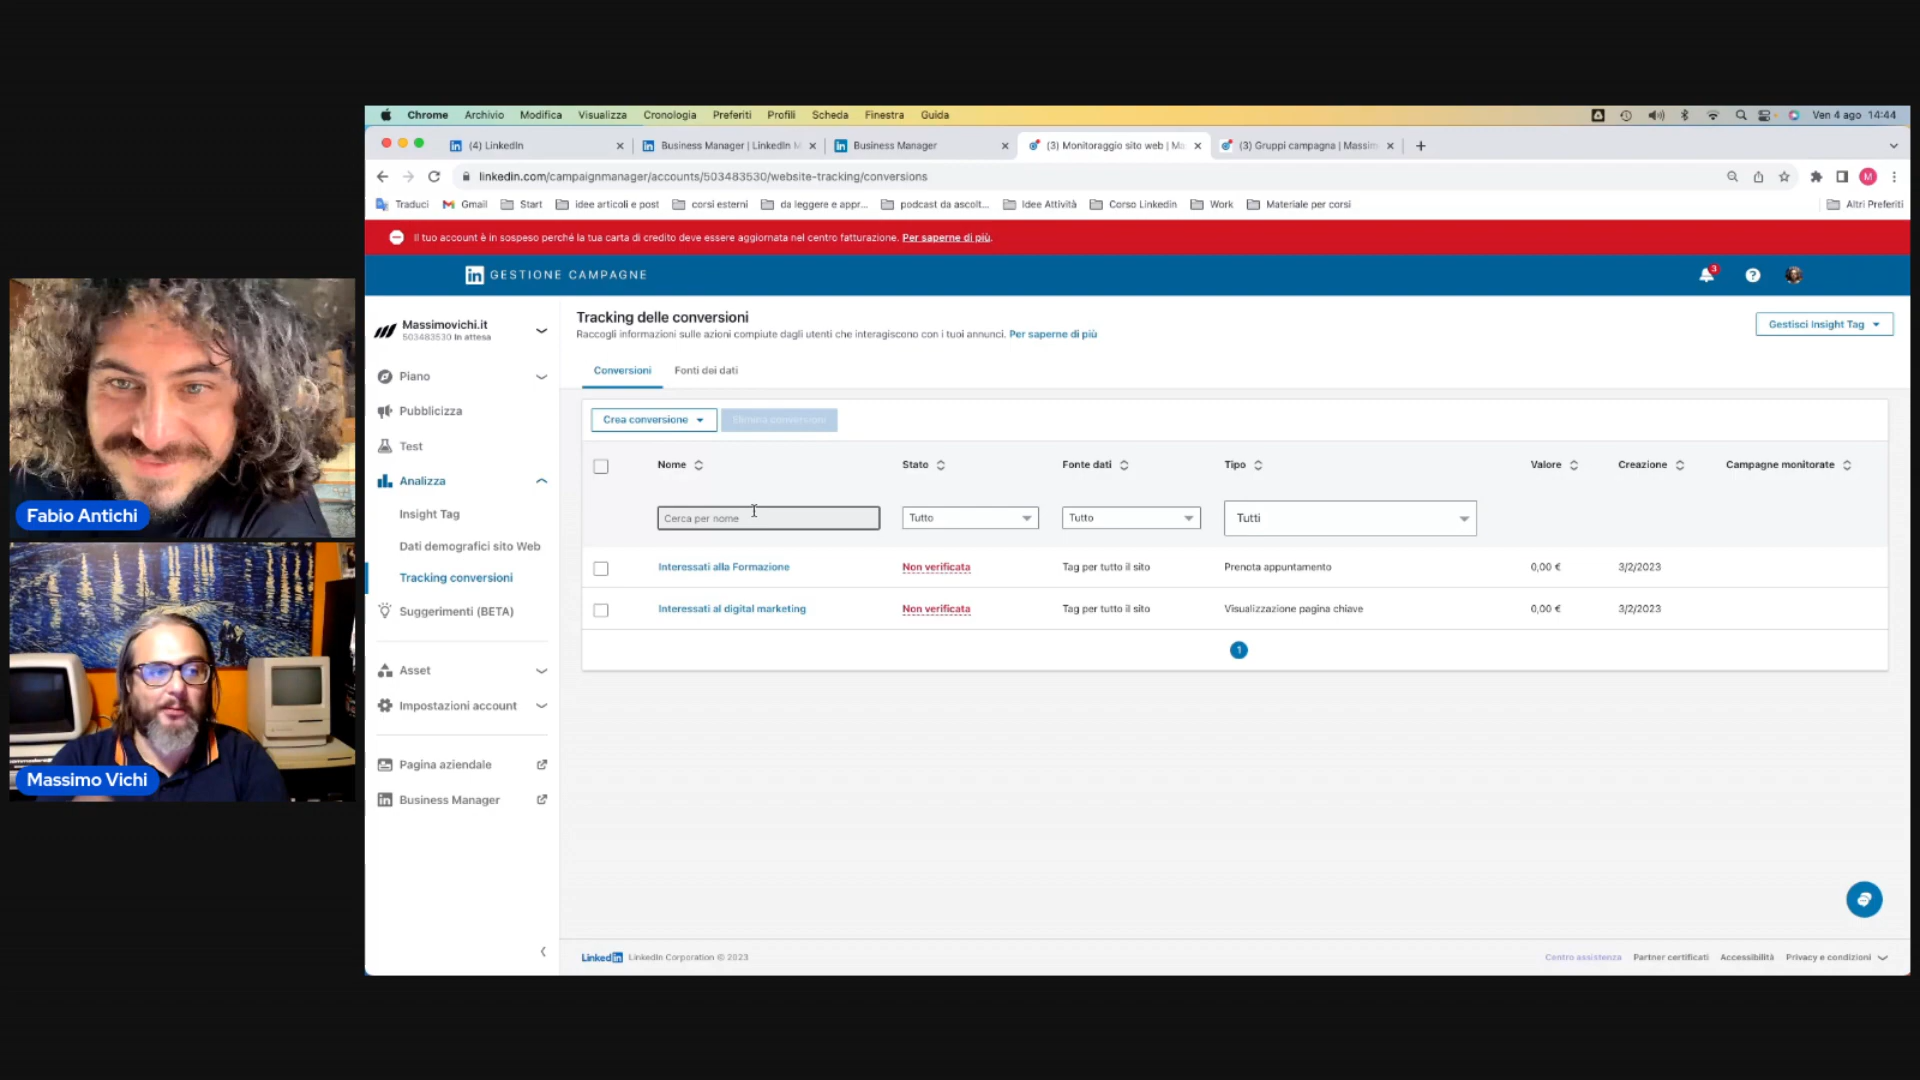 Chrome Archivio Modifica Visualizza Cronologia Preferiti Profili Scheda Finestra Guida Ven 4 ago 14:44
(4) LinkedIn Business Manager | LinkedIn M Business Manager (3) Monitoraggio sito web | Ma (3) Gruppi campagna | Massim
linkedin.com/campaignmanager/accounts/503483530/website-tracking/conversions M
Traduci Gmail Start idee articoli e post corsi esterni da leggere e appr... podcast da ascolt... Idee Attività Corso Linkedin Work Materiale per corsi Altri Preferiti
Il tuo account è in sospeso perché la tua carta di credito deve essere aggiornata nel centro fatturazione. Per saperne di più.
in GESTIONE CAMPAGNE 3
Massimovichi.it
503483530 In attesa
Piano
Pubblicizza
Test
Analizza
Insight Tag
Dati demografici sito Web
Tracking conversioni
Suggerimenti (BETA)
Asset
Impostazioni account
Pagina aziendale
Business Manager
Tracking delle conversioni
Raccogli informazioni sulle azioni compiute dagli utenti che interagiscono con i tuoi annunci. Per saperne di più
Gestisci Insight Tag
Conversioni Fonti dei dati
Crea conversione Elimina conversioni
Nome Stato Fonte dati Tipo Valore Creazione Campagne monitorate
Cerca per nome Tutto Tutto Tutti
Interessati alla Formazione Non verificata Tag per tutto il sito Prenota appuntamento 0,00 € 3/2/2023
Interessati al digital marketing Non verificata Tag per tutto il sito Visualizzazione pagina chiave 0,00 € 3/2/2023
1
LinkedIn LinkedIn Corporation © 2023 Centro assistenza Partner certificati Accessibilità Privacy e condizioni
Fabio Antichi
Massimo Vichi